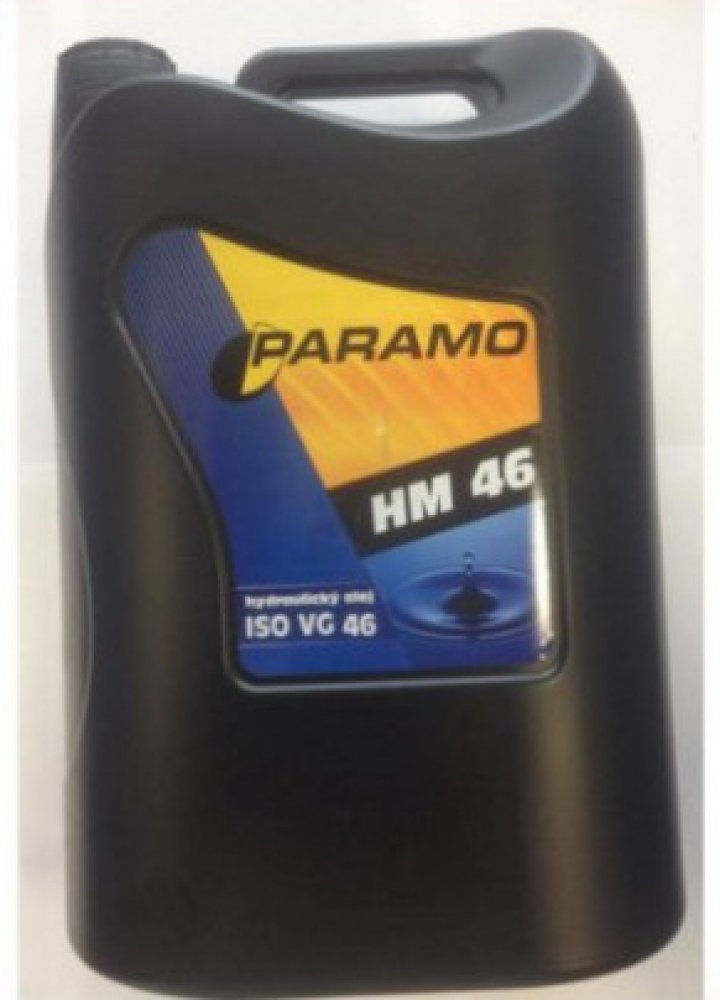 PARAMO
HM 46
hydraulický olej
ISO VG 46